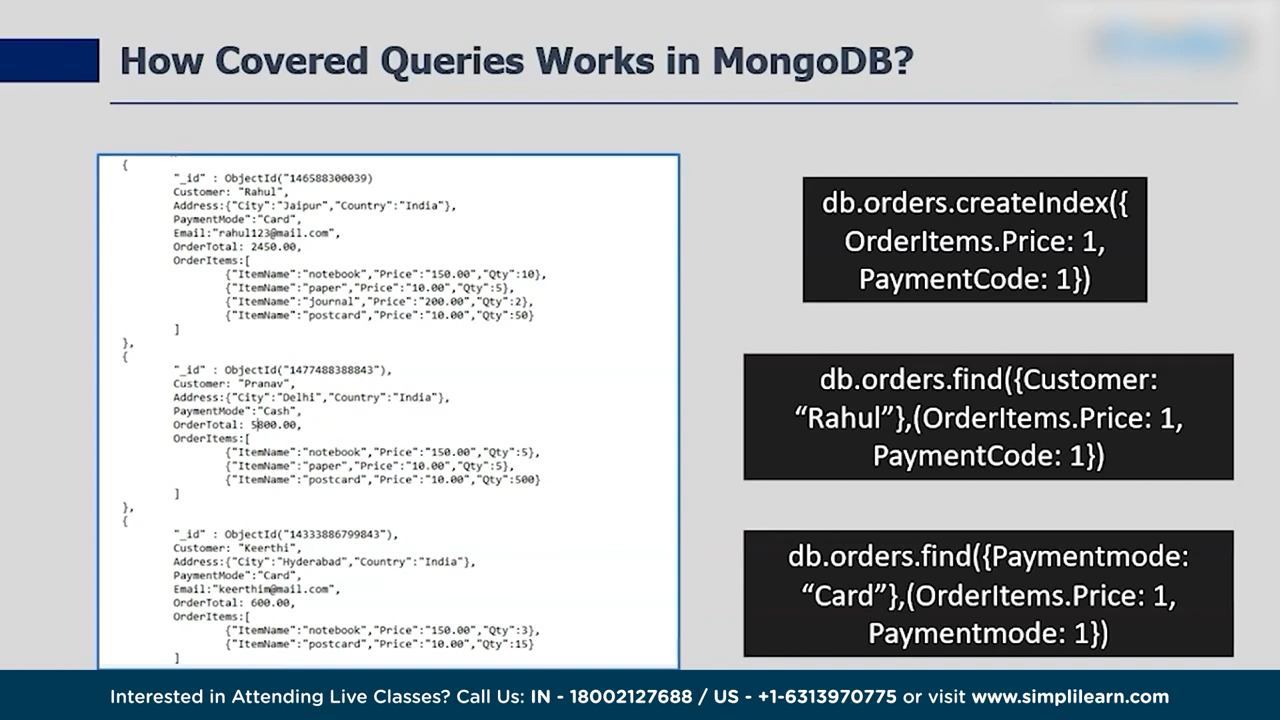 How Covered Queries Works in MongoDB?
{
"_id" : ObjectId("146588300039)
Customer: "Rahul",
Address:{"City":"Jaipur","Country":"India"},
PaymentMode":"Card",
Email:"rahul123@mail.com",
OrderTotal: 2450.00,
OrderItems:[
{"ItemName":"notebook","Price":"150.00","Qty":10},
{"ItemName":"paper","Price":"10.00","Qty":5},
{"ItemName":"journal","Price":"200.00","Qty":2},
{"ItemName":"postcard","Price":"10.00","Qty":50}
]
},
{
"_id" : ObjectId("1477488388843"),
Customer: "Pranav",
Address:{"City":"Delhi","Country":"India"},
PaymentMode":"Cash",
OrderTotal: 5800.00,
OrderItems:[
{"ItemName":"notebook","Price":"150.00","Qty":5},
{"ItemName":"paper","Price":"10.00","Qty":5},
{"ItemName":"postcard","Price":"10.00","Qty":500}
]
},
{
"_id" : ObjectId("14333886799843"),
Customer: "Keerthi",
Address:{"City":"Hyderabad","Country":"India"},
PaymentMode":"Card",
Email:"keerthim@mail.com",
OrderTotal: 600.00,
OrderItems:[
{"ItemName":"notebook","Price":"150.00","Qty":3},
{"ItemName":"postcard","Price":"10.00","Qty":15}
]
db.orders.createIndex({
OrderItems.Price: 1,
PaymentCode: 1})
db.orders.find({Customer:
“Rahul”},(OrderItems.Price: 1,
PaymentCode: 1})
db.orders.find({Paymentmode:
“Card”},(OrderItems.Price: 1,
Paymentmode: 1})
Interested in Attending Live Classes? Call Us: IN - 18002127688 / US - +1-6313970775 or visit www.simplilearn.com